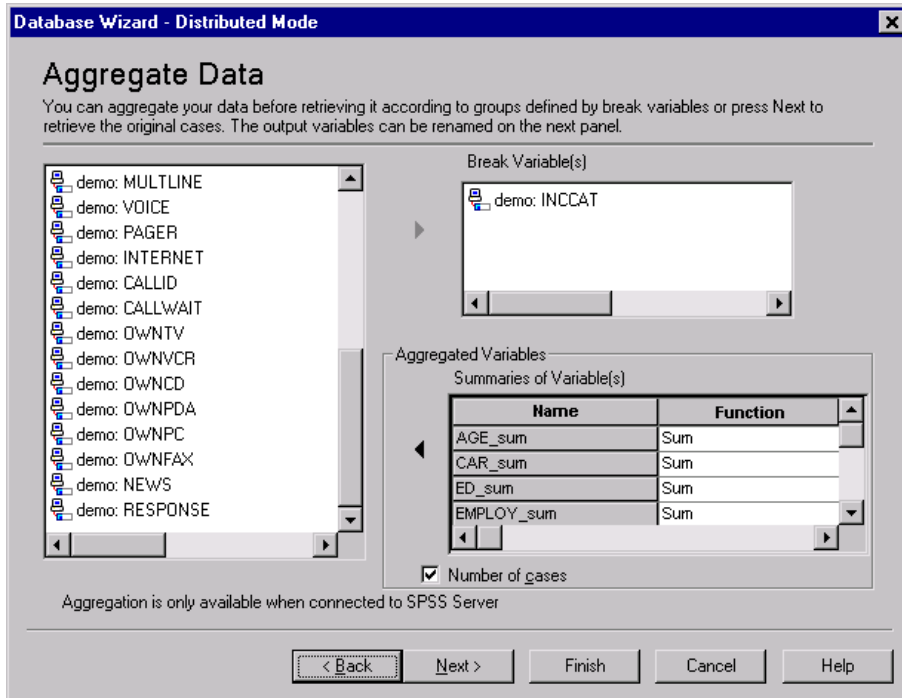 Database Wizard - Distributed Mode
Aggregate Data
You can aggregate your data before retrieving it according to groups defined by break variables or press Next to
retrieve the original cases. The output variables can be renamed on the next panel.
demo: MULTLINE
demo: VOICE
demo: PAGER
demo: INTERNET
demo: CALLID
demo: CALLWAIT
demo: OWNTV
demo: OWNVCR
demo: OWNCD
demo: OWNPDA
demo: OWNPC
demo: OWNFAX
demo: NEWS
demo: RESPONSE
Break Variable(s)
demo: INCCAT
Aggregated Variables
Summaries of Variable(s)
Name Function
AGE_sum Sum
CAR_sum Sum
ED_sum Sum
EMPLOY_sum Sum
Number of cases
Aggregation is only available when connected to SPSS Server
< Back Next > Finish Cancel Help